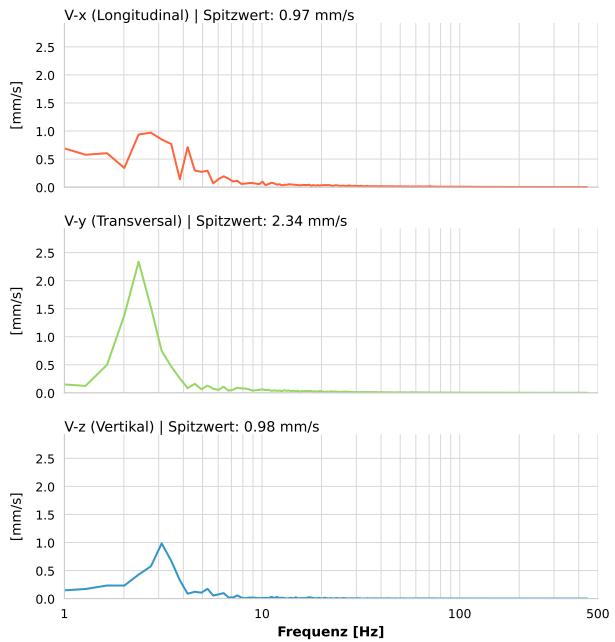 V-x (Longitudinal) | Spitzwert: 0.97 mm/s
[mm/s]
2.5
2.0
1.5
1.0
0.5
0.0
V-y (Transversal) | Spitzwert: 2.34 mm/s
[mm/s]
2.5
2.0
1.5
1.0
0.5
0.0
V-z (Vertikal) | Spitzwert: 0.98 mm/s
[mm/s]
2.5
2.0
1.5
1.0
0.5
0.0
1 10 100 500
Frequenz [Hz]